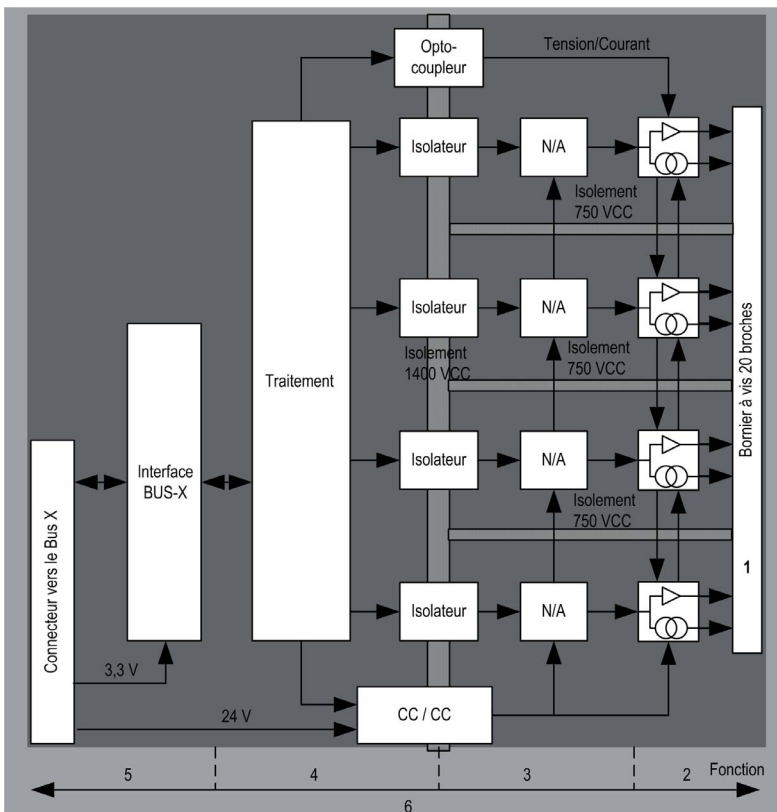 Opto-
coupleur
Tension/Courant
Isolateur
N/A
Isolement
750 VCC
Isolateur
N/A
Isolement
1400 VCC
Isolement
750 VCC
Traitement
Bornier à vis 20 broches
Isolateur
N/A
Interface
BUS-X
Connecteur vers le Bus X
Isolement
750 VCC
1
Isolateur
N/A
3,3 V
24 V
CC / CC
5
4
3
2
Fonction
6